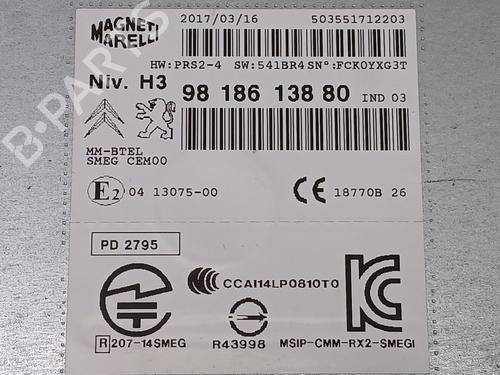 MAGNETI MARELLI
2017/03/16 503551712203
HW:PRS2-4 SW:541BR4 SN°:FCK0YXG3T
Niv. H3 98 186 138 80 IND 03
MM-BTEL
SMEG CEM00
E2 04 13075-00 CE 18770B 26
PD 2795
CCAI14LP0810T0
R 207-14SMEG R43998 MSIP-CMM-RX2-SMEGI
B-PARTS